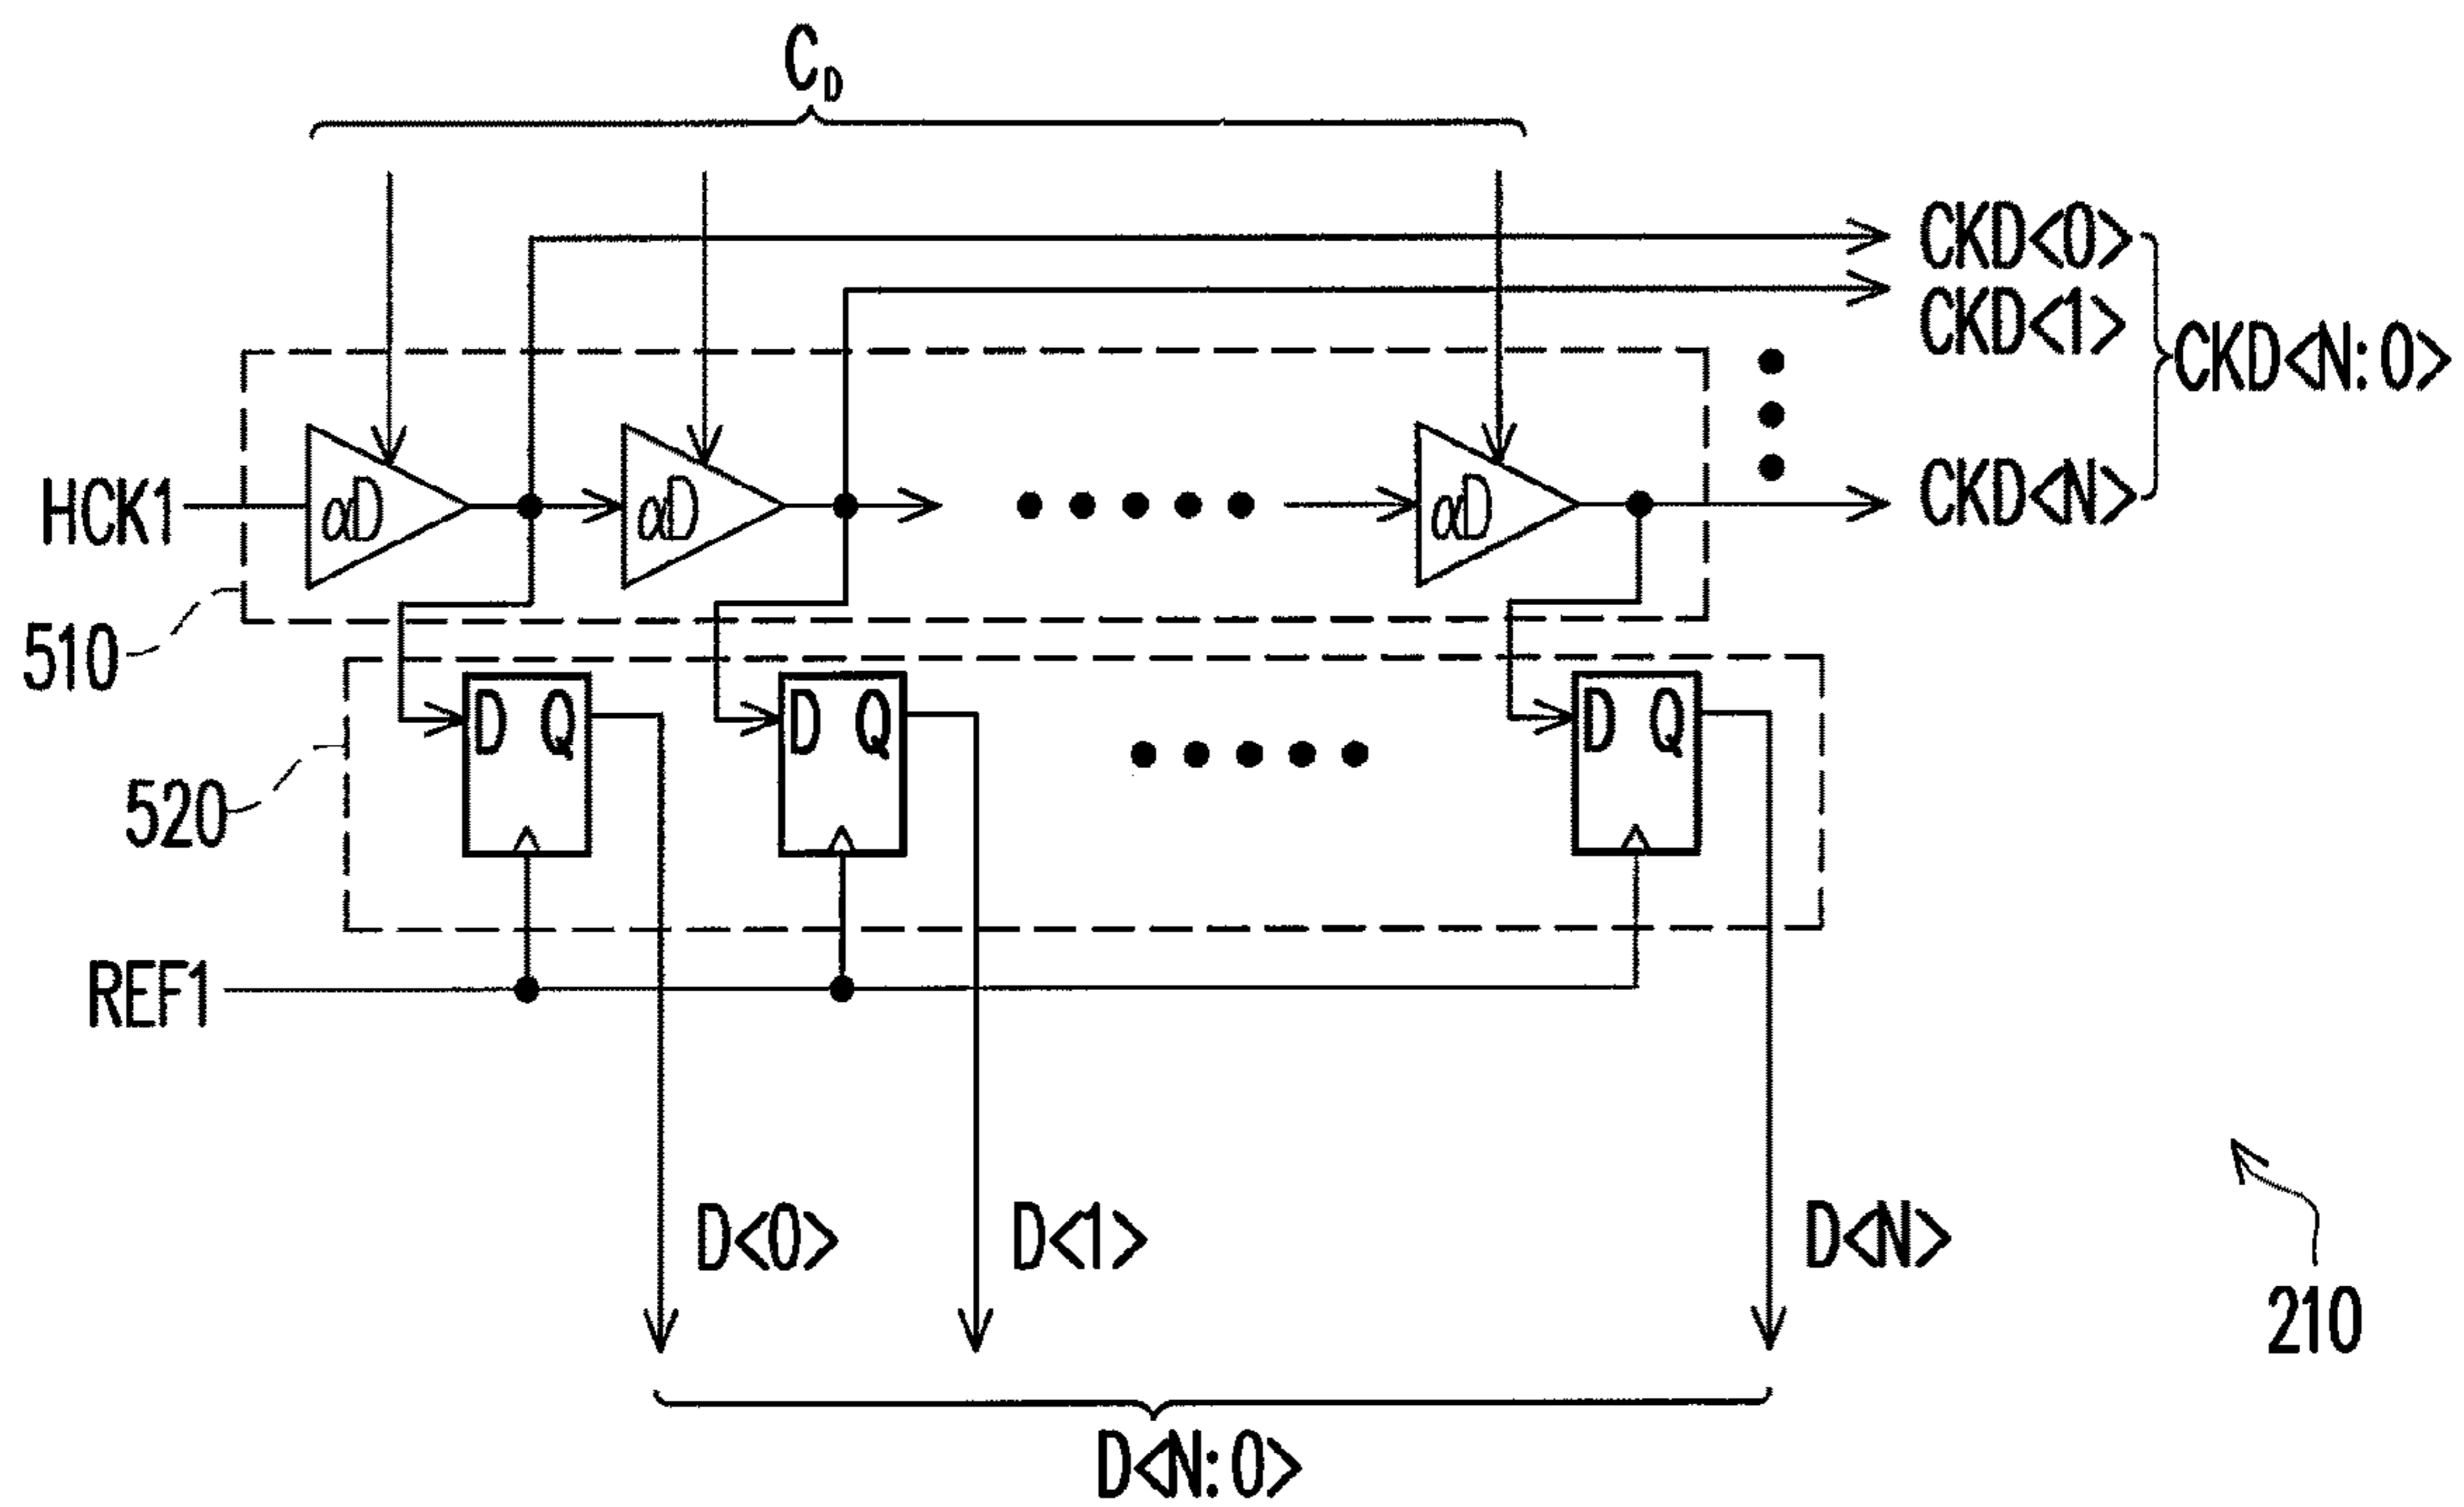 C_D
CKD<0>
CKD<1>
CKD<N:0>
HCK1
αD αD αD
CKD<N>
510
D Q D Q D Q
520
REF1
D<0> D<1> D<N>
210
D<N:0>